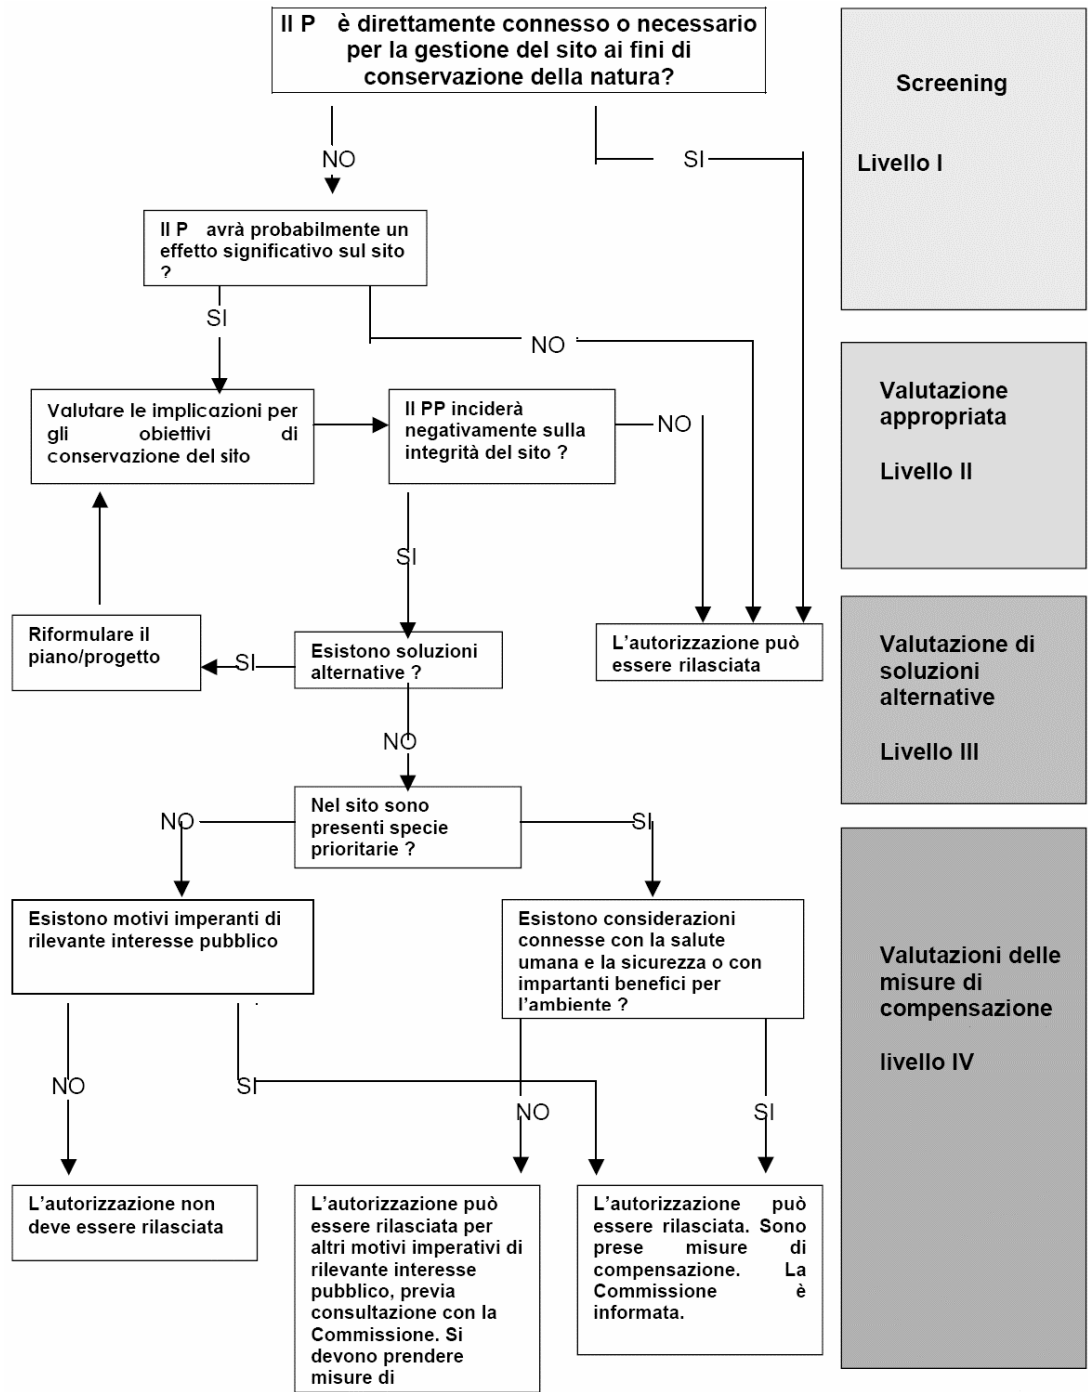 Il P è direttamente connesso o necessario
per la gestione del sito ai fini di
conservazione della natura?
Screening
Livello I
NO
SI
Il P avrà probabilmente un
effetto significativo sul sito
?
SI
NO
Valutare le implicazioni per
gli obiettivi di
conservazione del sito
Il PP inciderà
negativamente sulla
integrità del sito ?
NO
Valutazione
appropriata
Livello II
SI
Riformulare il
piano/progetto
SI
Esistono soluzioni
alternative ?
L'autorizzazione può
essere rilasciata
Valutazione di
soluzioni
alternative
Livello III
NO
Nel sito sono
presenti specie
prioritarie ?
NO
SI
Esistono motivi imperanti di
rilevante interesse pubblico
Esistono considerazioni
connesse con la salute
umana e la sicurezza o con
impartanti benefici per
l'ambiente ?
Valutazioni delle
misure di
compensazione
livello IV
NO
SI
NO
SI
L'autorizzazione non
deve essere rilasciata
L'autorizzazione può
essere rilasciata per
altri motivi imperativi di
rilevante interesse
pubblico, previa
consultazione con la
Commissione. Si
devono prendere
misure di
L'autorizzazione può
essere rilasciata. Sono
prese misure di
compensazione. La
Commissione è
informata.